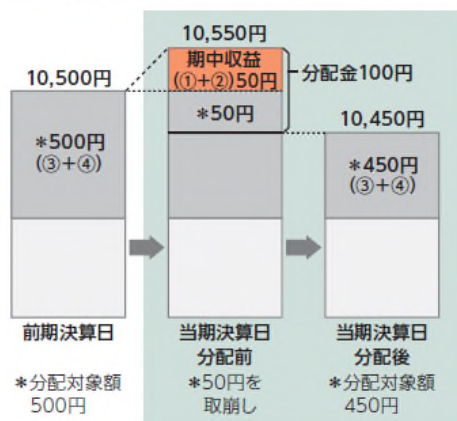 10,550円
期中収益
(①+②)50円
分配金100円
10,500円
*50円
10,450円
*500円
(③+④)
*450円
(③+④)
前期決算日
当期決算日
分配前
当期決算日
分配後
*分配対象額
500円
*50円を
取崩し
*分配対象額
450円